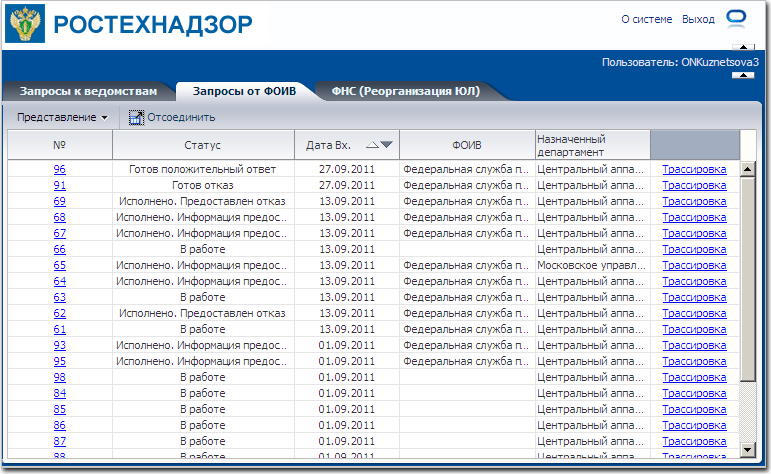 РОСТЕХНАДЗОР
О системе Выход
Пользователь: ONKuznetsova3
Запросы к ведомствам Запросы от ФОИВ ФНС (Реорганизация ЮЛ)
Представление Отсоединить
№ Статус Дата Вх. ФОИВ Назначенный департамент
96 Готов положительный ответ 27.09.2011 Федеральная служба п... Центральный аппа... Трассировка
91 Готов отказ 27.09.2011 Федеральная служба п... Центральный аппа... Трассировка
69 Исполнено. Предоставлен отказ 13.09.2011 Федеральная служба п... Центральный аппа... Трассировка
68 Исполнено. Информация предос... 13.09.2011 Федеральная служба п... Центральный аппа... Трассировка
67 Исполнено. Информация предос... 13.09.2011 Федеральная служба п... Центральный аппа... Трассировка
66 В работе 13.09.2011 Центральный аппа... Трассировка
65 Исполнено. Информация предос... 13.09.2011 Федеральная служба п... Московское управл... Трассировка
64 Исполнено. Информация предос... 13.09.2011 Федеральная служба п... Центральный аппа... Трассировка
63 В работе 13.09.2011 Центральный аппа... Трассировка
62 Исполнено. Предоставлен отказ 13.09.2011 Федеральная служба п... Центральный аппа... Трассировка
61 В работе 13.09.2011 Федеральная служба п... Центральный аппа... Трассировка
93 Исполнено. Информация предос... 01.09.2011 Федеральная служба п... Центральный аппа... Трассировка
95 Исполнено. Информация предос... 01.09.2011 Федеральная служба п... Центральный аппа... Трассировка
98 В работе 01.09.2011 Центральный аппа... Трассировка
84 В работе 01.09.2011 Центральный аппа... Трассировка
85 В работе 01.09.2011 Центральный аппа... Трассировка
86 В работе 01.09.2011 Центральный аппа... Трассировка
87 В работе 01.09.2011 Центральный аппа... Трассировка
88 В работе 01.09.2011 Центральный аппа... Трассировка